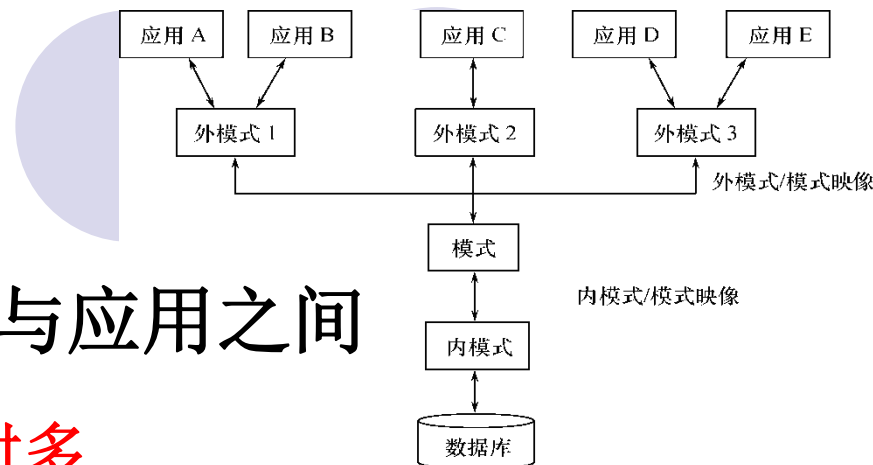 应用 A 应用 B 应用 C 应用 D 应用 E
外模式 1 外模式 2 外模式 3
外模式/模式映像
模式
与应用之间
内模式/模式映像
内模式
对多
数据库